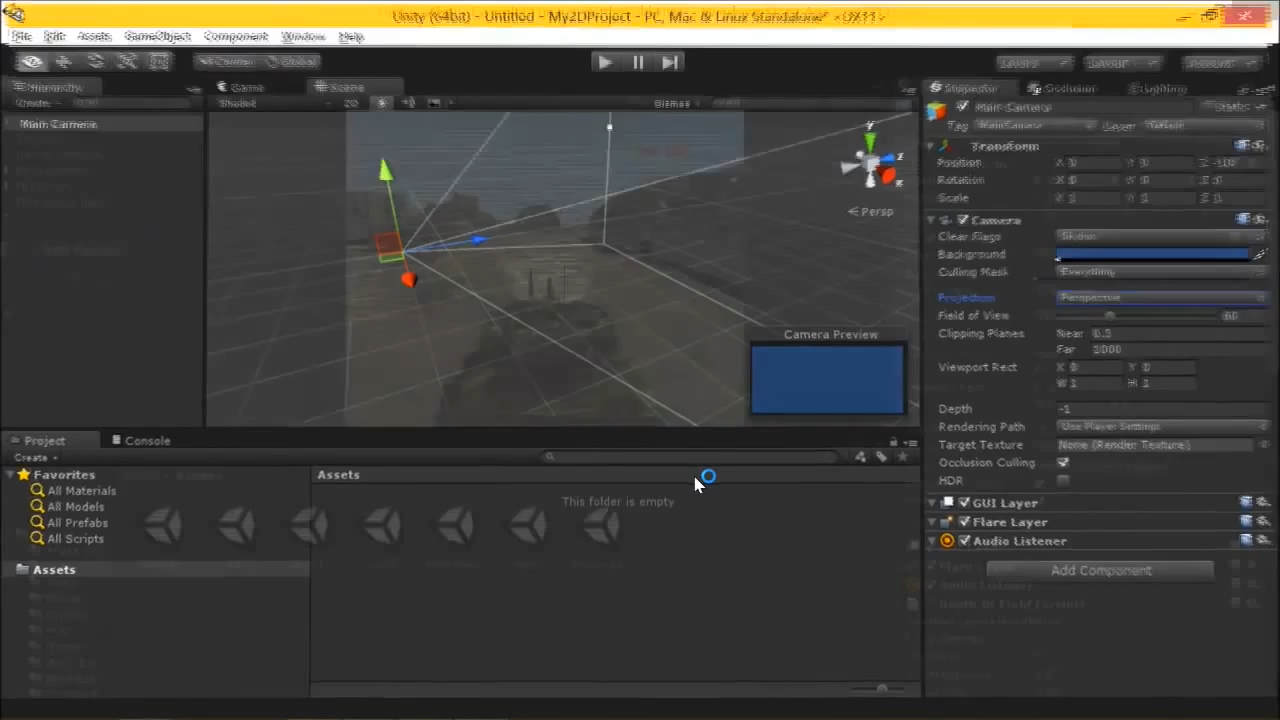 Unity (64bit) - Untitled - My2DProject - PC, Mac & Linux Standalone* <DX11>
File Edit Assets GameObject Component Window Help
Center Global Layers Layout
Hierarchy Game Scene Inspector Occlusion Lighting
Create Shaded 2D Gizmos
Main Camera Main Camera Static
Tag MainCamera Layer Default
Transform
Position X 0 Y 0 Z -10
Rotation X 0 Y 0 Z 0
Scale X 1 Y 1 Z 1
y
z
x
Persp
Camera
Clear Flags Skybox
Background
Culling Mask Everything
Projection Perspective
Field of View 60
Clipping Planes Near 0.3
Far 1000
Viewport Rect X 0 Y 0
W 1 H 1
Camera Preview
Depth -1
Rendering Path Use Player Settings
Target Texture None (Render Texture)
Occlusion Culling
HDR
GUI Layer
Flare Layer
Audio Listener
Add Component
Project Console
Create
Favorites
All Materials
All Models
All Prefabs
All Scripts
Assets
Assets
This folder is empty